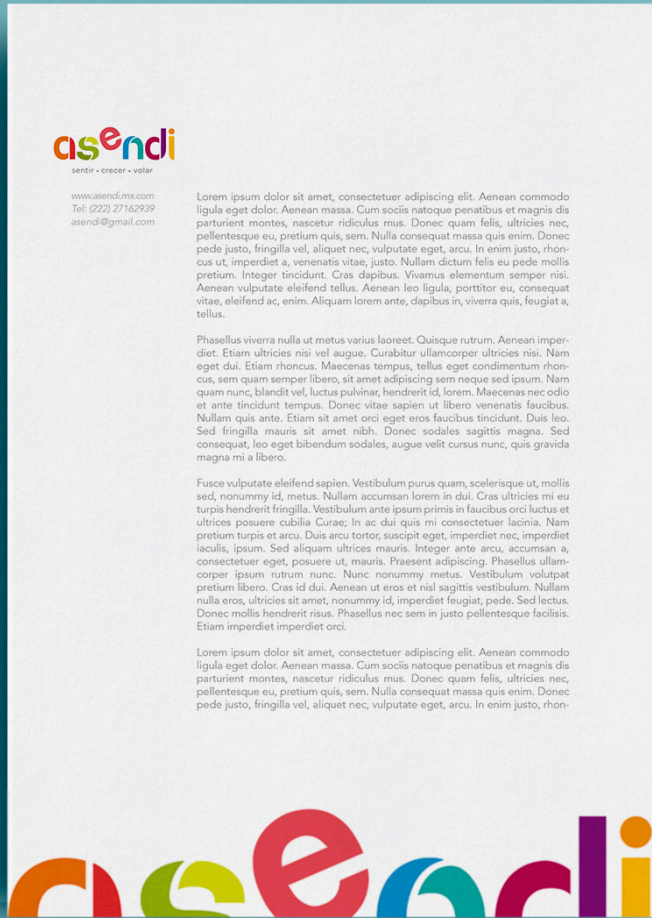 asendi
sentir • crecer • volar
www.asendi.mx.com
Tel: (222) 27162939
asendi@gmail.com
Lorem ipsum dolor sit amet, consectetuer adipiscing elit. Aenean commodo
ligula eget dolor. Aenean massa. Cum sociis natoque penatibus et magnis dis
parturient montes, nascetur ridiculus mus. Donec quam felis, ultricies nec,
pellentesque eu, pretium quis, sem. Nulla consequat massa quis enim. Donec
pede justo, fringilla vel, aliquet nec, vulputate eget, arcu. In enim justo, rhon-
cus ut, imperdiet a, venenatis vitae, justo. Nullam dictum felis eu pede mollis
pretium. Integer tincidunt. Cras dapibus. Vivamus elementum semper nisi.
Aenean vulputate eleifend tellus. Aenean leo ligula, porttitor eu, consequat
vitae, eleifend ac, enim. Aliquam lorem ante, dapibus in, viverra quis, feugiat a,
tellus.
Phasellus viverra nulla ut metus varius laoreet. Quisque rutrum. Aenean imper-
diet. Etiam ultricies nisi vel augue. Curabitur ullamcorper ultricies nisi. Nam
eget dui. Etiam rhoncus. Maecenas tempus, tellus eget condimentum rhon-
cus, sem quam semper libero, sit amet adipiscing sem neque sed ipsum. Nam
quam nunc, blandit vel, luctus pulvinar, hendrerit id, lorem. Maecenas nec odio
et ante tincidunt tempus. Donec vitae sapien ut libero venenatis faucibus.
Nullam quis ante. Etiam sit amet orci eget eros faucibus tincidunt. Duis leo.
Sed fringilla mauris sit amet nibh. Donec sodales sagittis magna. Sed
consequat, leo eget bibendum sodales, augue velit cursus nunc, quis gravida
magna mi a libero.
Fusce vulputate eleifend sapien. Vestibulum purus quam, scelerisque ut, mollis
sed, nonummy id, metus. Nullam accumsan lorem in dui. Cras ultricies mi eu
turpis hendrerit fringilla. Vestibulum ante ipsum primis in faucibus orci luctus et
ultrices posuere cubilia Curae; In ac dui quis mi consectetuer lacinia. Nam
pretium turpis et arcu. Duis arcu tortor, suscipit eget, imperdiet nec, imperdiet
iaculis, ipsum. Sed aliquam ultrices mauris. Integer ante arcu, accumsan a,
consectetuer eget, posuere ut, mauris. Praesent adipiscing. Phasellus ullam-
corper ipsum rutrum nunc. Nunc nonummy metus. Vestibulum volutpat
pretium libero. Cras id dui. Aenean ut eros et nisl sagittis vestibulum. Nullam
nulla eros, ultricies sit amet, nonummy id, imperdiet feugiat, pede. Sed lectus.
Donec mollis hendrerit risus. Phasellus nec sem in justo pellentesque facilisis.
Etiam imperdiet imperdiet orci.
Lorem ipsum dolor sit amet, consectetuer adipiscing elit. Aenean commodo
ligula eget dolor. Aenean massa. Cum sociis natoque penatibus et magnis dis
parturient montes, nascetur ridiculus mus. Donec quam felis, ultricies nec,
pellentesque eu, pretium quis, sem. Nulla consequat massa quis enim. Donec
pede justo, fringilla vel, aliquet nec, vulputate eget, arcu. In enim justo, rhon-
asendi